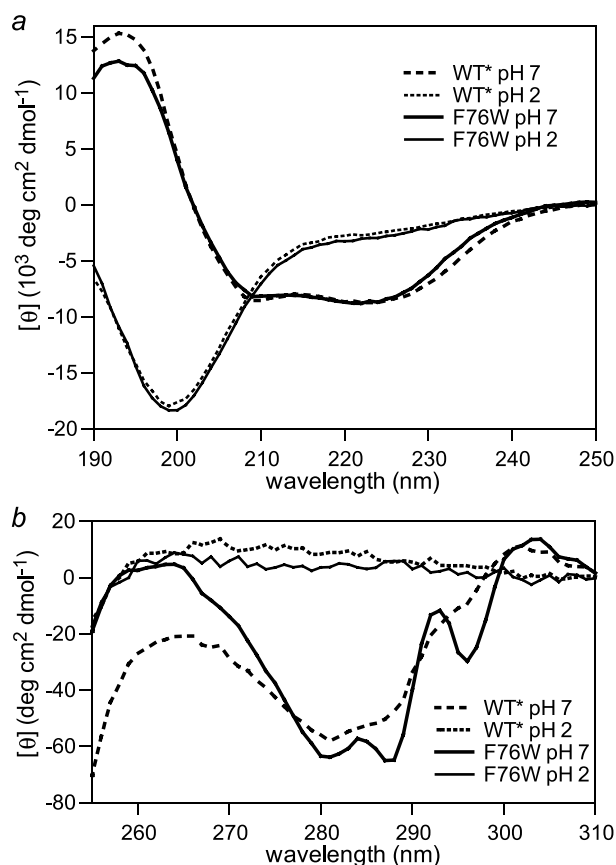 a
15
10
5
0
-5
-10
-15
-20
[θ] (10³ deg cm² dmol⁻¹)
WT* pH 7
WT* pH 2
F76W pH 7
F76W pH 2
190 200 210 220 230 240 250
wavelength (nm)
b
20
0
-20
-40
-60
-80
[θ] (deg cm² dmol⁻¹)
WT* pH 7
WT* pH 2
F76W pH 7
F76W pH 2
260 270 280 290 300 310
wavelength (nm)